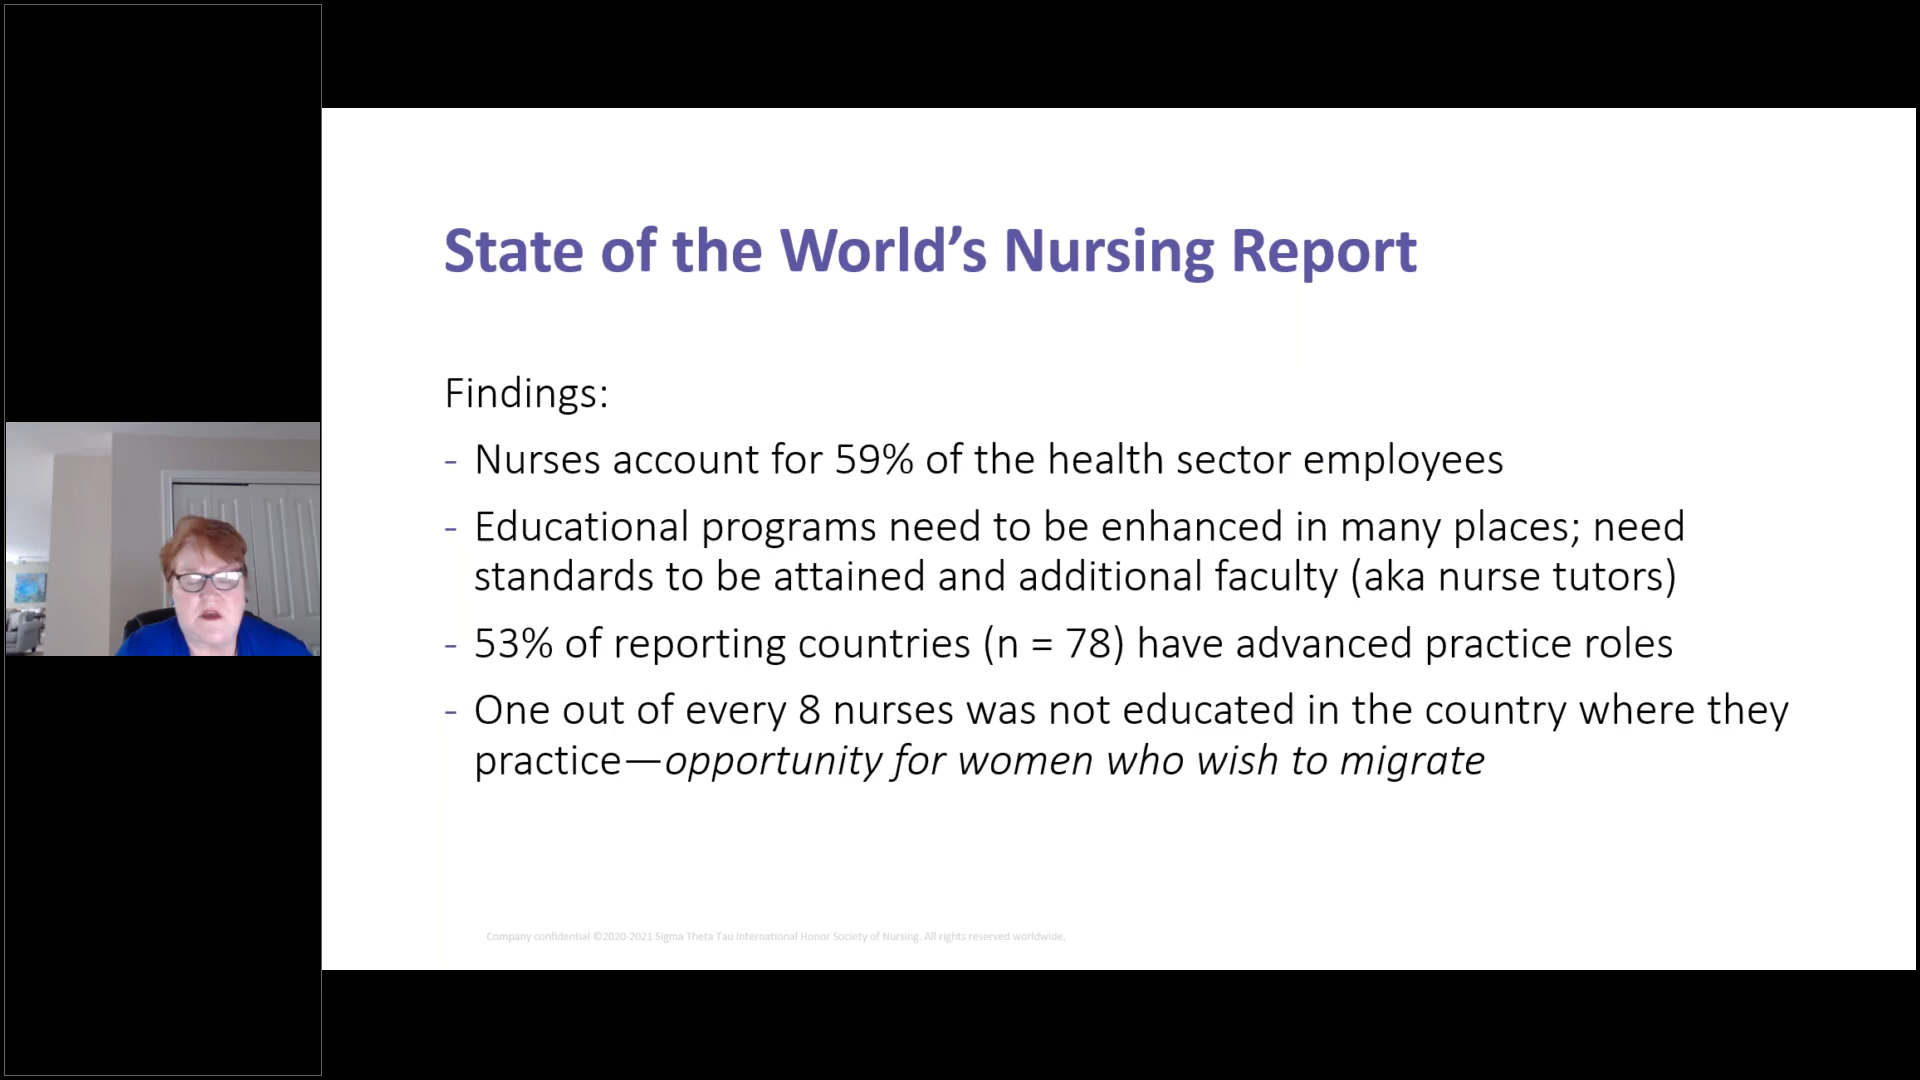 State of the World’s Nursing Report
Findings:
- Nurses account for 59% of the health sector employees
- Educational programs need to be enhanced in many places; need
standards to be attained and additional faculty (aka nurse tutors)
- 53% of reporting countries (n = 78) have advanced practice roles
- One out of every 8 nurses was not educated in the country where they
practice—opportunity for women who wish to migrate
Company confidential ©2020-2021 Sigma Theta Tau International Honor Society of Nursing. All rights reserved worldwide.